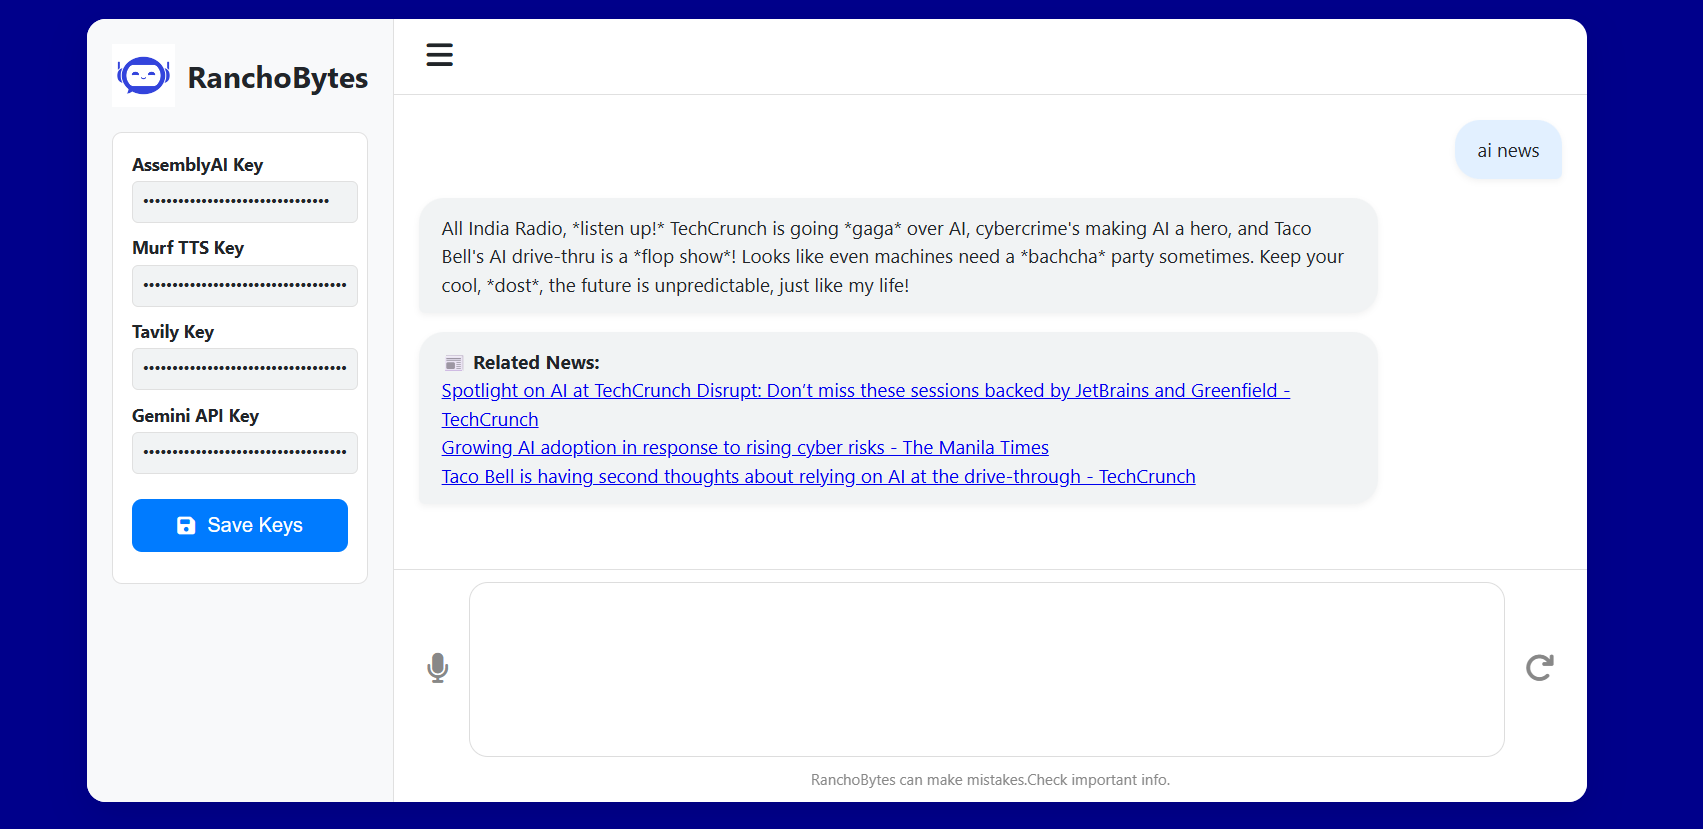 RanchoBytes
AssemblyAI Key
••••••••••••••••••••••••••••••••
Murf TTS Key
•••••••••••••••••••••••••••••••••••
Tavily Key
•••••••••••••••••••••••••••••••••••
Gemini API Key
•••••••••••••••••••••••••••••••••••
Save Keys
ai news
All India Radio, *listen up!* TechCrunch is going *gaga* over AI, cybercrime's making AI a hero, and Taco
Bell's AI drive-thru is a *flop show*! Looks like even machines need a *bachcha* party sometimes. Keep your
cool, *dost*, the future is unpredictable, just like my life!
📰 Related News:
Spotlight on AI at TechCrunch Disrupt: Don’t miss these sessions backed by JetBrains and Greenfield -
TechCrunch
Growing AI adoption in response to rising cyber risks - The Manila Times
Taco Bell is having second thoughts about relying on AI at the drive-through - TechCrunch
RanchoBytes can make mistakes.Check important info.